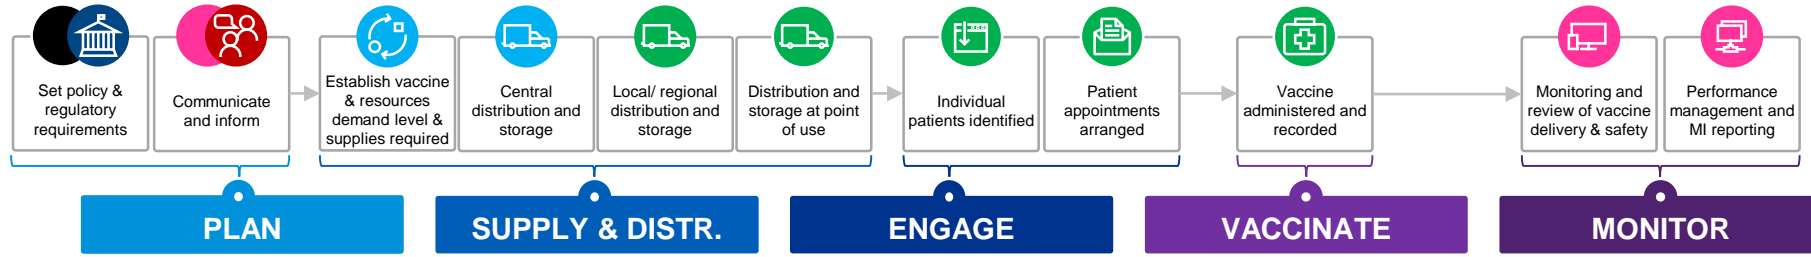 Set policy &
regulatory
requirements
Communicate
and inform
Establish vaccine
& resources
demand level &
supplies required
Central
distribution and
storage
Local/ regional
distribution and
storage
Distribution and
storage at point
of use
Individual
patients identified
Patient
appointments
arranged
Vaccine
administered and
recorded
Monitoring and
review of vaccine
delivery & safety
Performance
management and
MI reporting
PLAN
SUPPLY & DISTR.
ENGAGE
VACCINATE
MONITOR